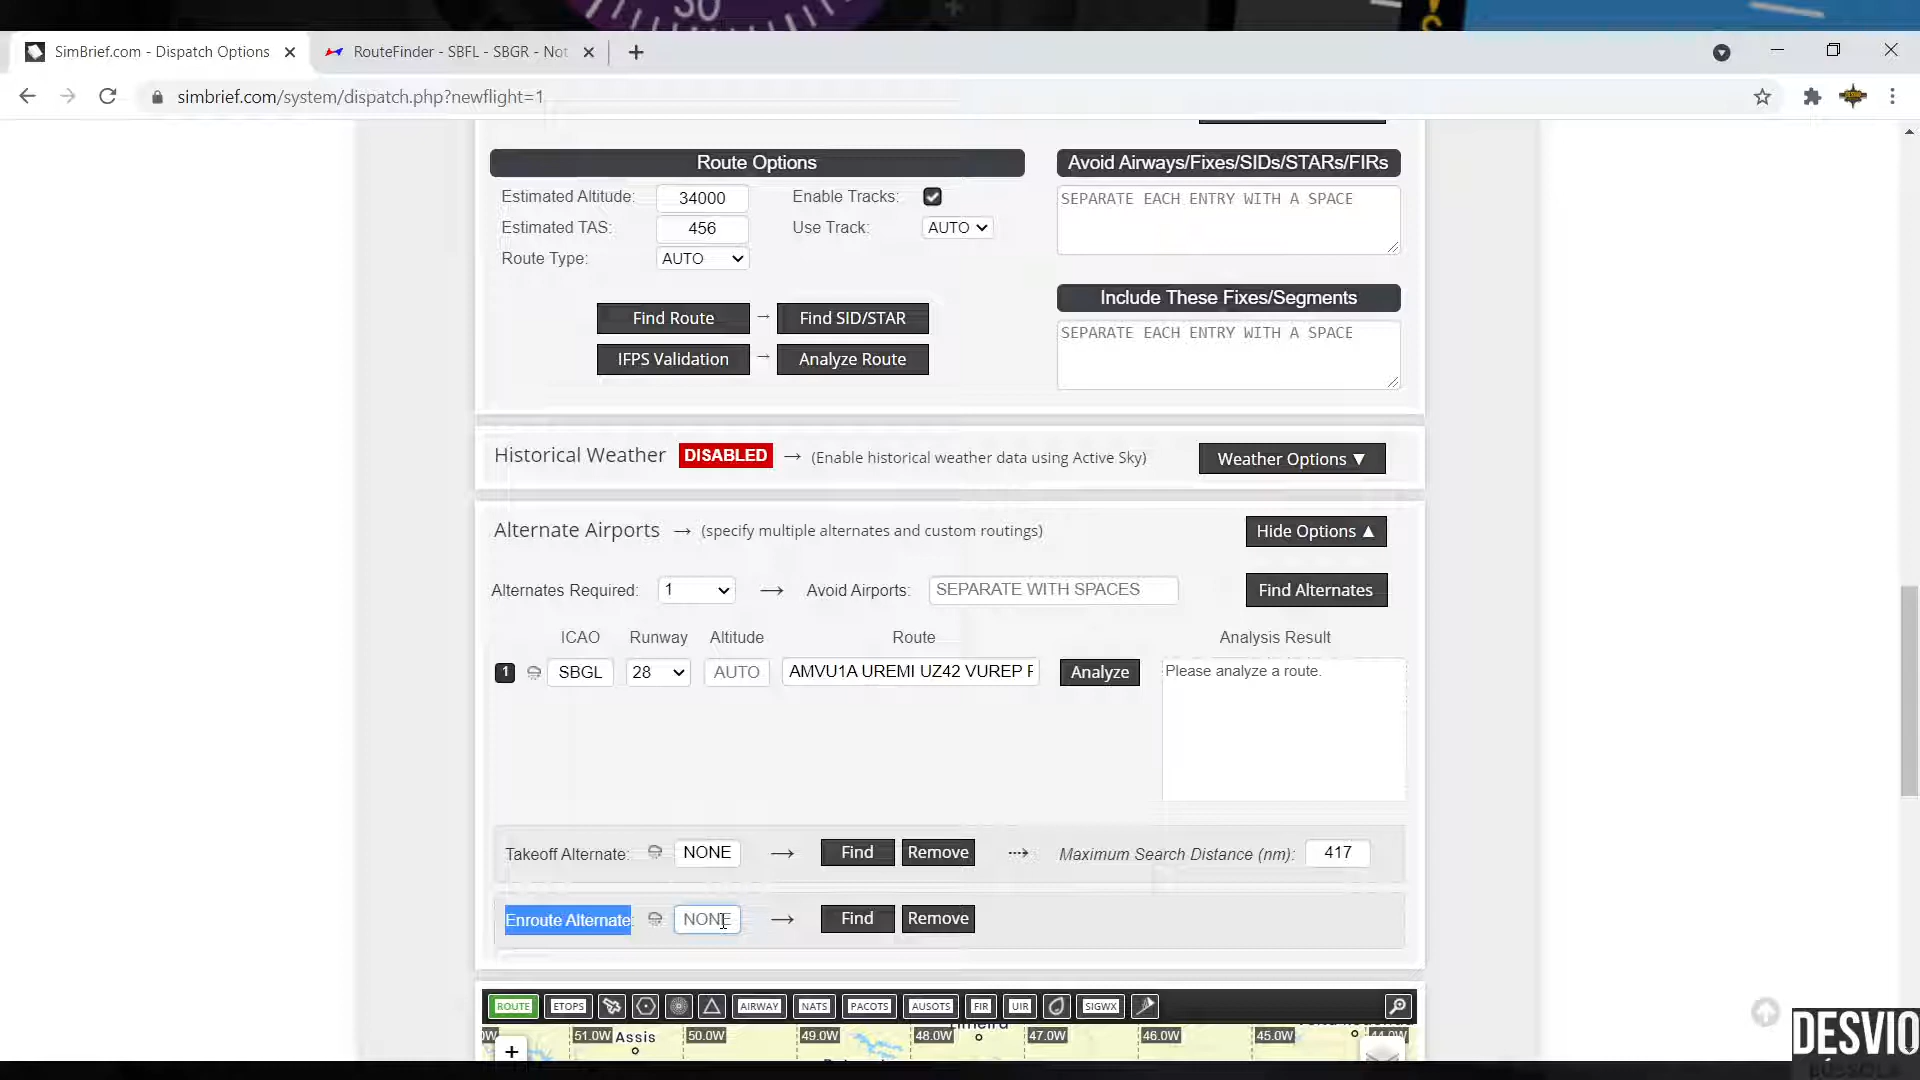 30
SimBrief.com - Dispatch Options
RouteFinder - SBFL - SBGR - Not
simbrief.com/system/dispatch.php?newflight=1
Route Options
Avoid Airways/Fixes/SIDs/STARs/FIRs
Estimated Altitude: 34000 Enable Tracks:
SEPARATE EACH ENTRY WITH A SPACE
Estimated TAS: 456 Use Track: AUTO
Route Type: AUTO
Include These Fixes/Segments
Find Route → Find SID/STAR
SEPARATE EACH ENTRY WITH A SPACE
IFPS Validation → Analyze Route
Historical Weather DISABLED → (Enable historical weather data using Active Sky) Weather Options ▼
Alternate Airports → (specify multiple alternates and custom routings) Hide Options ▲
Alternates Required: 1 → Avoid Airports: SEPARATE WITH SPACES Find Alternates
ICAO Runway Altitude Route Analysis Result
1 SBGL 28 AUTO AMVU1A UREMI UZ42 VUREP Analyze Please analyze a route.
Takeoff Alternate: NONE → Find Remove Maximum Search Distance (nm): 417
Enroute Alternate: NONE → Find Remove
ROUTE ETOPS AIRWAY NATS PACOTS AUSOTS FIR UIR SIGWX
51.0W Assis 50.0W 49.0W 48.0W 47.0W 46.0W 45.0W
+
DESVIO